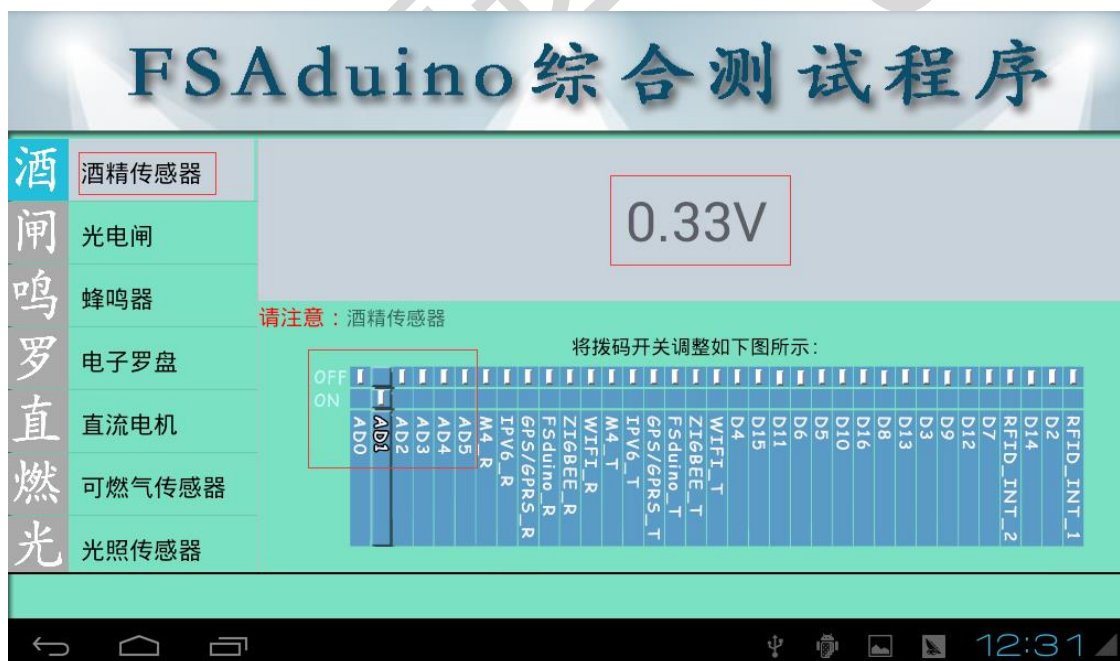 FSAduino综合测试程序
酒 酒精传感器
闸 光电闸
鸣 蜂鸣器
罗 电子罗盘
直 直流电机
燃 可燃气传感器
光 光照传感器
0.33V
请注意：酒精传感器
将拨码开关调整如下图所示：
OFF
ON
AD0
AD1
AD2
AD3
AD4
AD5
M4_R
IPV6_R
GPS/GPRS_R
FSduino_R
ZIGBEE_R
WIFI_R
M4_T
IPV6_T
GPS/GPRS_T
FSduino_T
ZIGBEE_T
WIFI_T
D4
D15
D11
D6
D5
D10
D16
D8
D13
D3
D9
D12
D7
RFID_INT_2
D14
D2
RFID_INT_1
12:31